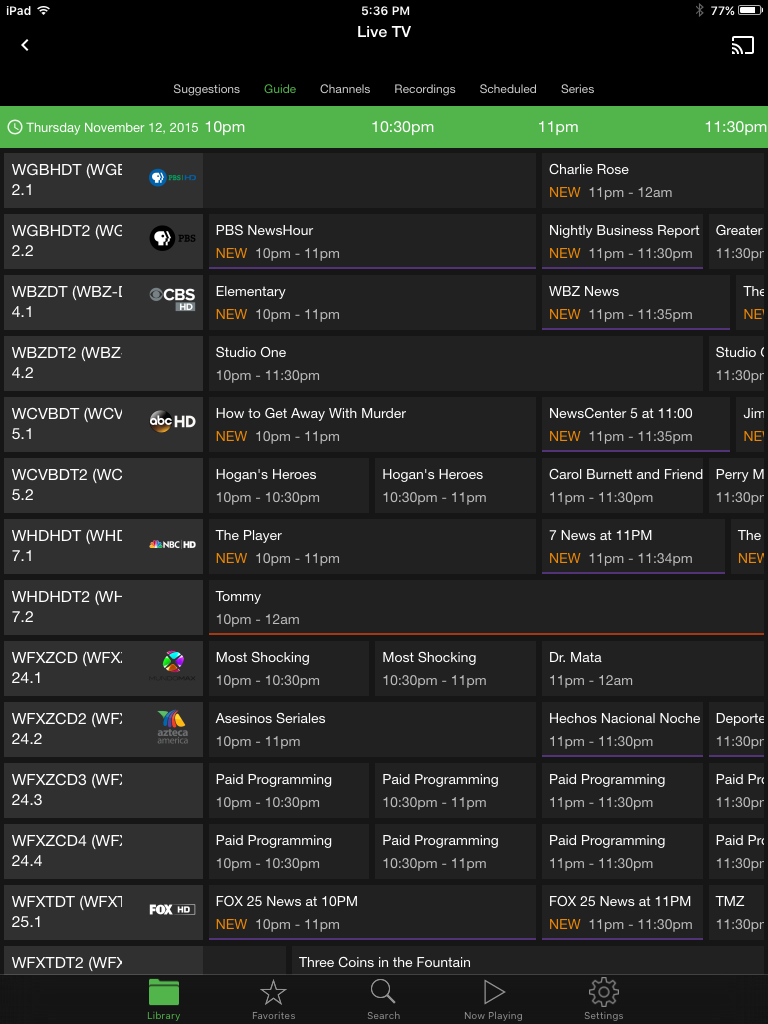 iPad 5:36 PM 77%
Live TV
Suggestions Guide Channels Recordings Scheduled Series
Thursday November 12, 2015 10pm 10:30pm 11pm 11:30pm
WGBHDT (WGB PBS HD Charlie Rose
2.1 NEW 11pm - 12am
WGBHDT2 (WG PBS PBS NewsHour Nightly Business Report Greater
2.2 NEW 10pm - 11pm NEW 11pm - 11:30pm 11:30pm
WBZDT (WBZ-D CBS HD Elementary WBZ News The
4.1 NEW 10pm - 11pm NEW 11pm - 11:35pm NE
WBZDT2 (WBZ- Studio One Studio
4.2 10pm - 11:30pm 11:30pm
WCVBDT (WCV abc HD How to Get Away With Murder NewsCenter 5 at 11:00 Jim
5.1 NEW 10pm - 11pm NEW 11pm - 11:35pm NE
WCVBDT2 (WC Hogan's Heroes Hogan's Heroes Carol Burnett and Friend Perry M
5.2 10pm - 10:30pm 10:30pm - 11pm 11pm - 11:30pm 11:30pm
WHDHDT (WHD NBC HD The Player 7 News at 11PM The
7.1 NEW 10pm - 11pm NEW 11pm - 11:34pm NEW
WHDHDT2 (WH Tommy
7.2 10pm - 12am
WFXZCD (WFX Most Shocking Most Shocking Dr. Mata
24.1 10pm - 10:30pm 10:30pm - 11pm 11pm - 12am
WFXZCD2 (WFX azteca america Asesinos Seriales Hechos Nacional Noche Deporte
24.2 10pm - 11pm 11pm - 11:30pm 11:30pm
WFXZCD3 (WFX Paid Programming Paid Programming Paid Programming Paid Pro
24.3 10pm - 10:30pm 10:30pm - 11pm 11pm - 11:30pm 11:30pm
WFXZCD4 (WFX Paid Programming Paid Programming Paid Programming Paid Pro
24.4 10pm - 10:30pm 10:30pm - 11pm 11pm - 11:30pm 11:30pm
WFXTDT (WFXT FOX HD FOX 25 News at 10PM FOX 25 News at 11PM TMZ
25.1 NEW 10pm - 11pm NEW 11pm - 11:30pm 11:30pm
WFXTDT2 (WFX Three Coins in the Fountain
Library Favorites Search Now Playing Settings